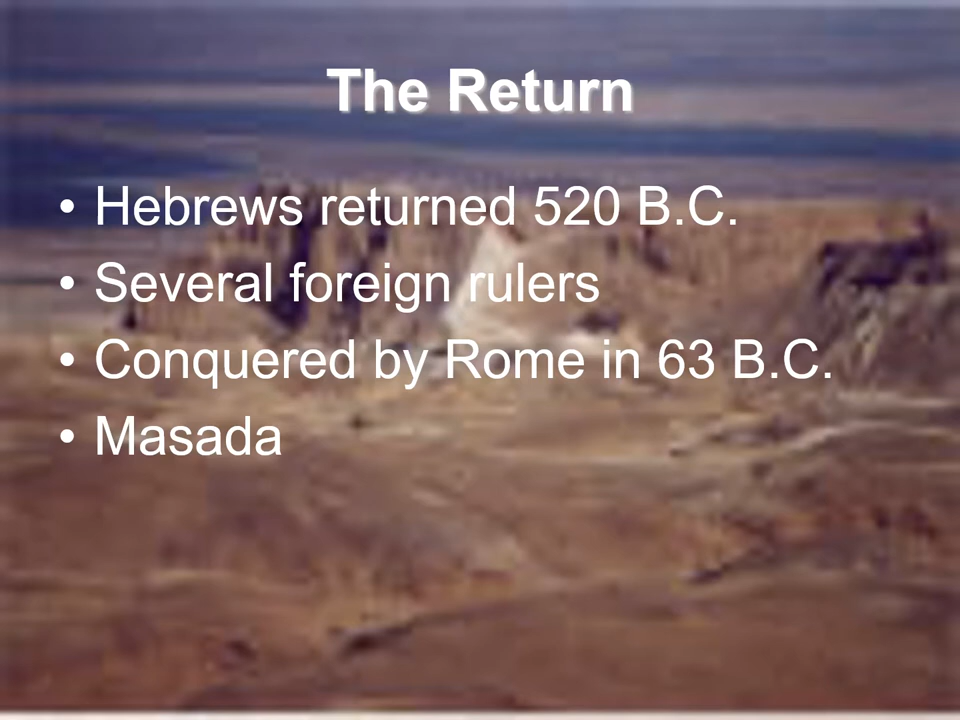 The Return
• Hebrews returned 520 B.C.
• Several foreign rulers
• Conquered by Rome in 63 B.C.
• Masada